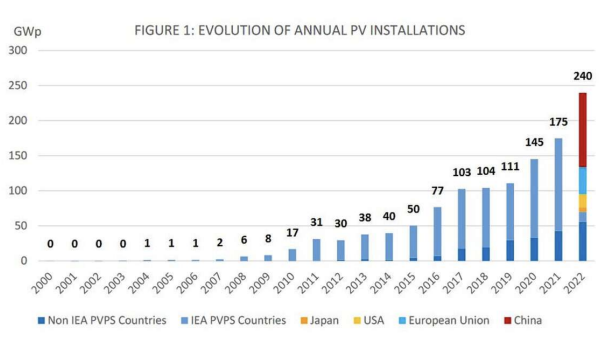 FIGURE 1: EVOLUTION OF ANNUAL PV INSTALLATIONS
GWp
300
250
200
150
100
50
0
0 0 0 0 1 1 1 2 6 8 17 31 30 38 40 50 77 103 104 111 145 175 240
2000 2001 2002 2003 2004 2005 2006 2007 2008 2009 2010 2011 2012 2013 2014 2015 2016 2017 2018 2019 2020 2021 2022
Non IEA PVPS Countries IEA PVPS Countries Japan USA European Union China